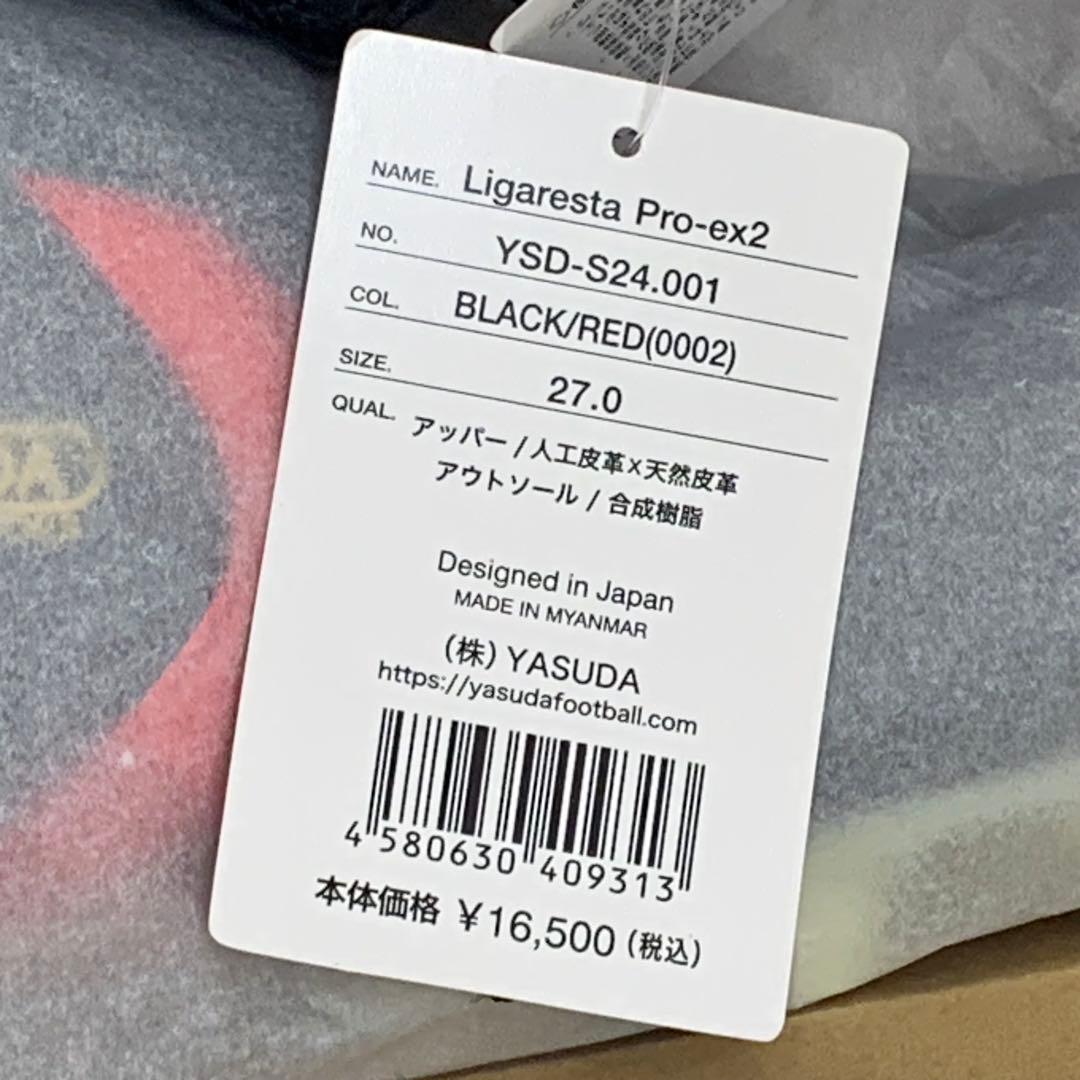 NAME. Ligaresta Pro-ex2
NO. YSD-S24.001
COL. BLACK/RED(0002)
SIZE. 27.0
QUAL. アッパー / 人工皮革×天然皮革
アウトソール / 合成樹脂
Designed in Japan
MADE IN MYANMAR
(株) YASUDA
https://yasudafootball.com
4 580630 409313
本体価格 ¥16,500 (税込)